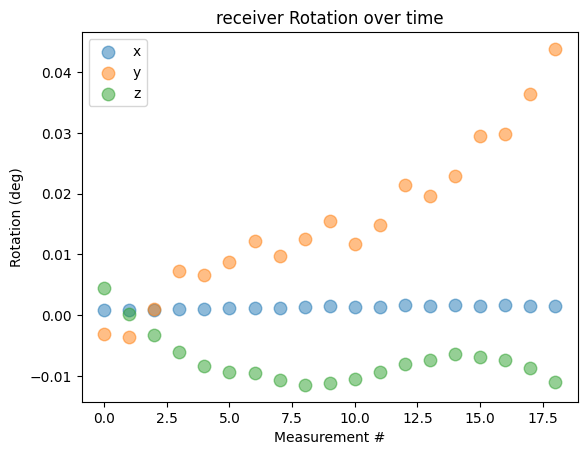 receiver Rotation over time
x
y
z
0.04
0.03
0.02
0.01
0.00
−0.01
Rotation (deg)
0.0 2.5 5.0 7.5 10.0 12.5 15.0 17.5
Measurement #